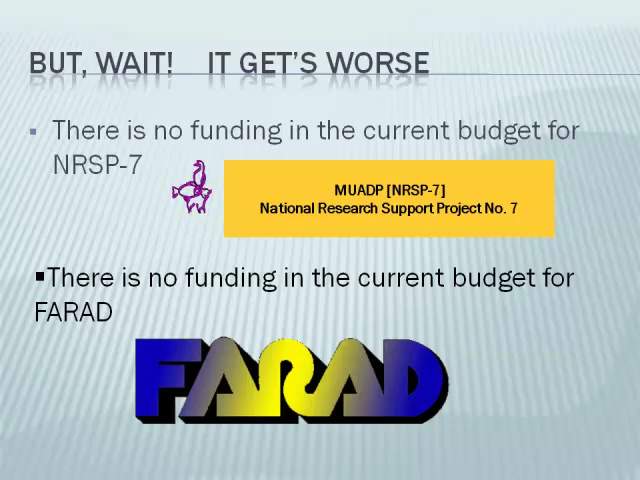 BUT, WAIT! IT GET'S WORSE
▪ There is no funding in the current budget for
NRSP-7
MUADP [NRSP-7]
National Research Support Project No. 7
▪There is no funding in the current budget for
FARAD
FARAD